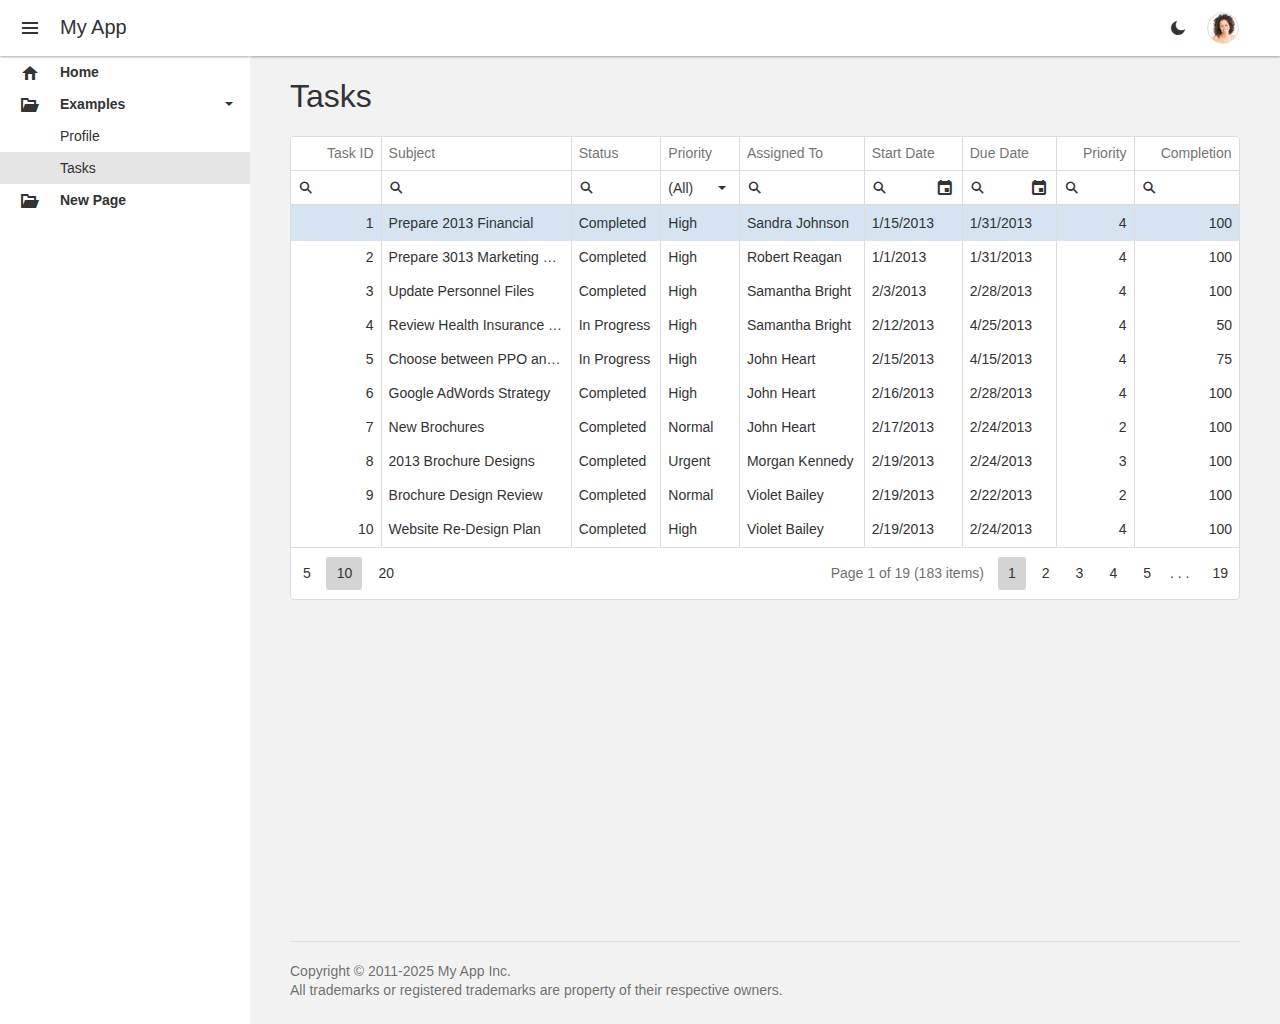 My App
Home
Examples
Profile
Tasks
New Page
Tasks
Task ID Subject Status Priority Assigned To Start Date Due Date Priority Completion
(All)
1 Prepare 2013 Financial Completed High Sandra Johnson 1/15/2013 1/31/2013 4 100
2 Prepare 3013 Marketing ... Completed High Robert Reagan 1/1/2013 1/31/2013 4 100
3 Update Personnel Files Completed High Samantha Bright 2/3/2013 2/28/2013 4 100
4 Review Health Insurance ... In Progress High Samantha Bright 2/12/2013 4/25/2013 4 50
5 Choose between PPO an... In Progress High John Heart 2/15/2013 4/15/2013 4 75
6 Google AdWords Strategy Completed High John Heart 2/16/2013 2/28/2013 4 100
7 New Brochures Completed Normal John Heart 2/17/2013 2/24/2013 2 100
8 2013 Brochure Designs Completed Urgent Morgan Kennedy 2/19/2013 2/24/2013 3 100
9 Brochure Design Review Completed Normal Violet Bailey 2/19/2013 2/22/2013 2 100
10 Website Re-Design Plan Completed High Violet Bailey 2/19/2013 2/24/2013 4 100
5 10 20 Page 1 of 19 (183 items) 1 2 3 4 5 . . . 19
Copyright © 2011-2025 My App Inc.
All trademarks or registered trademarks are property of their respective owners.